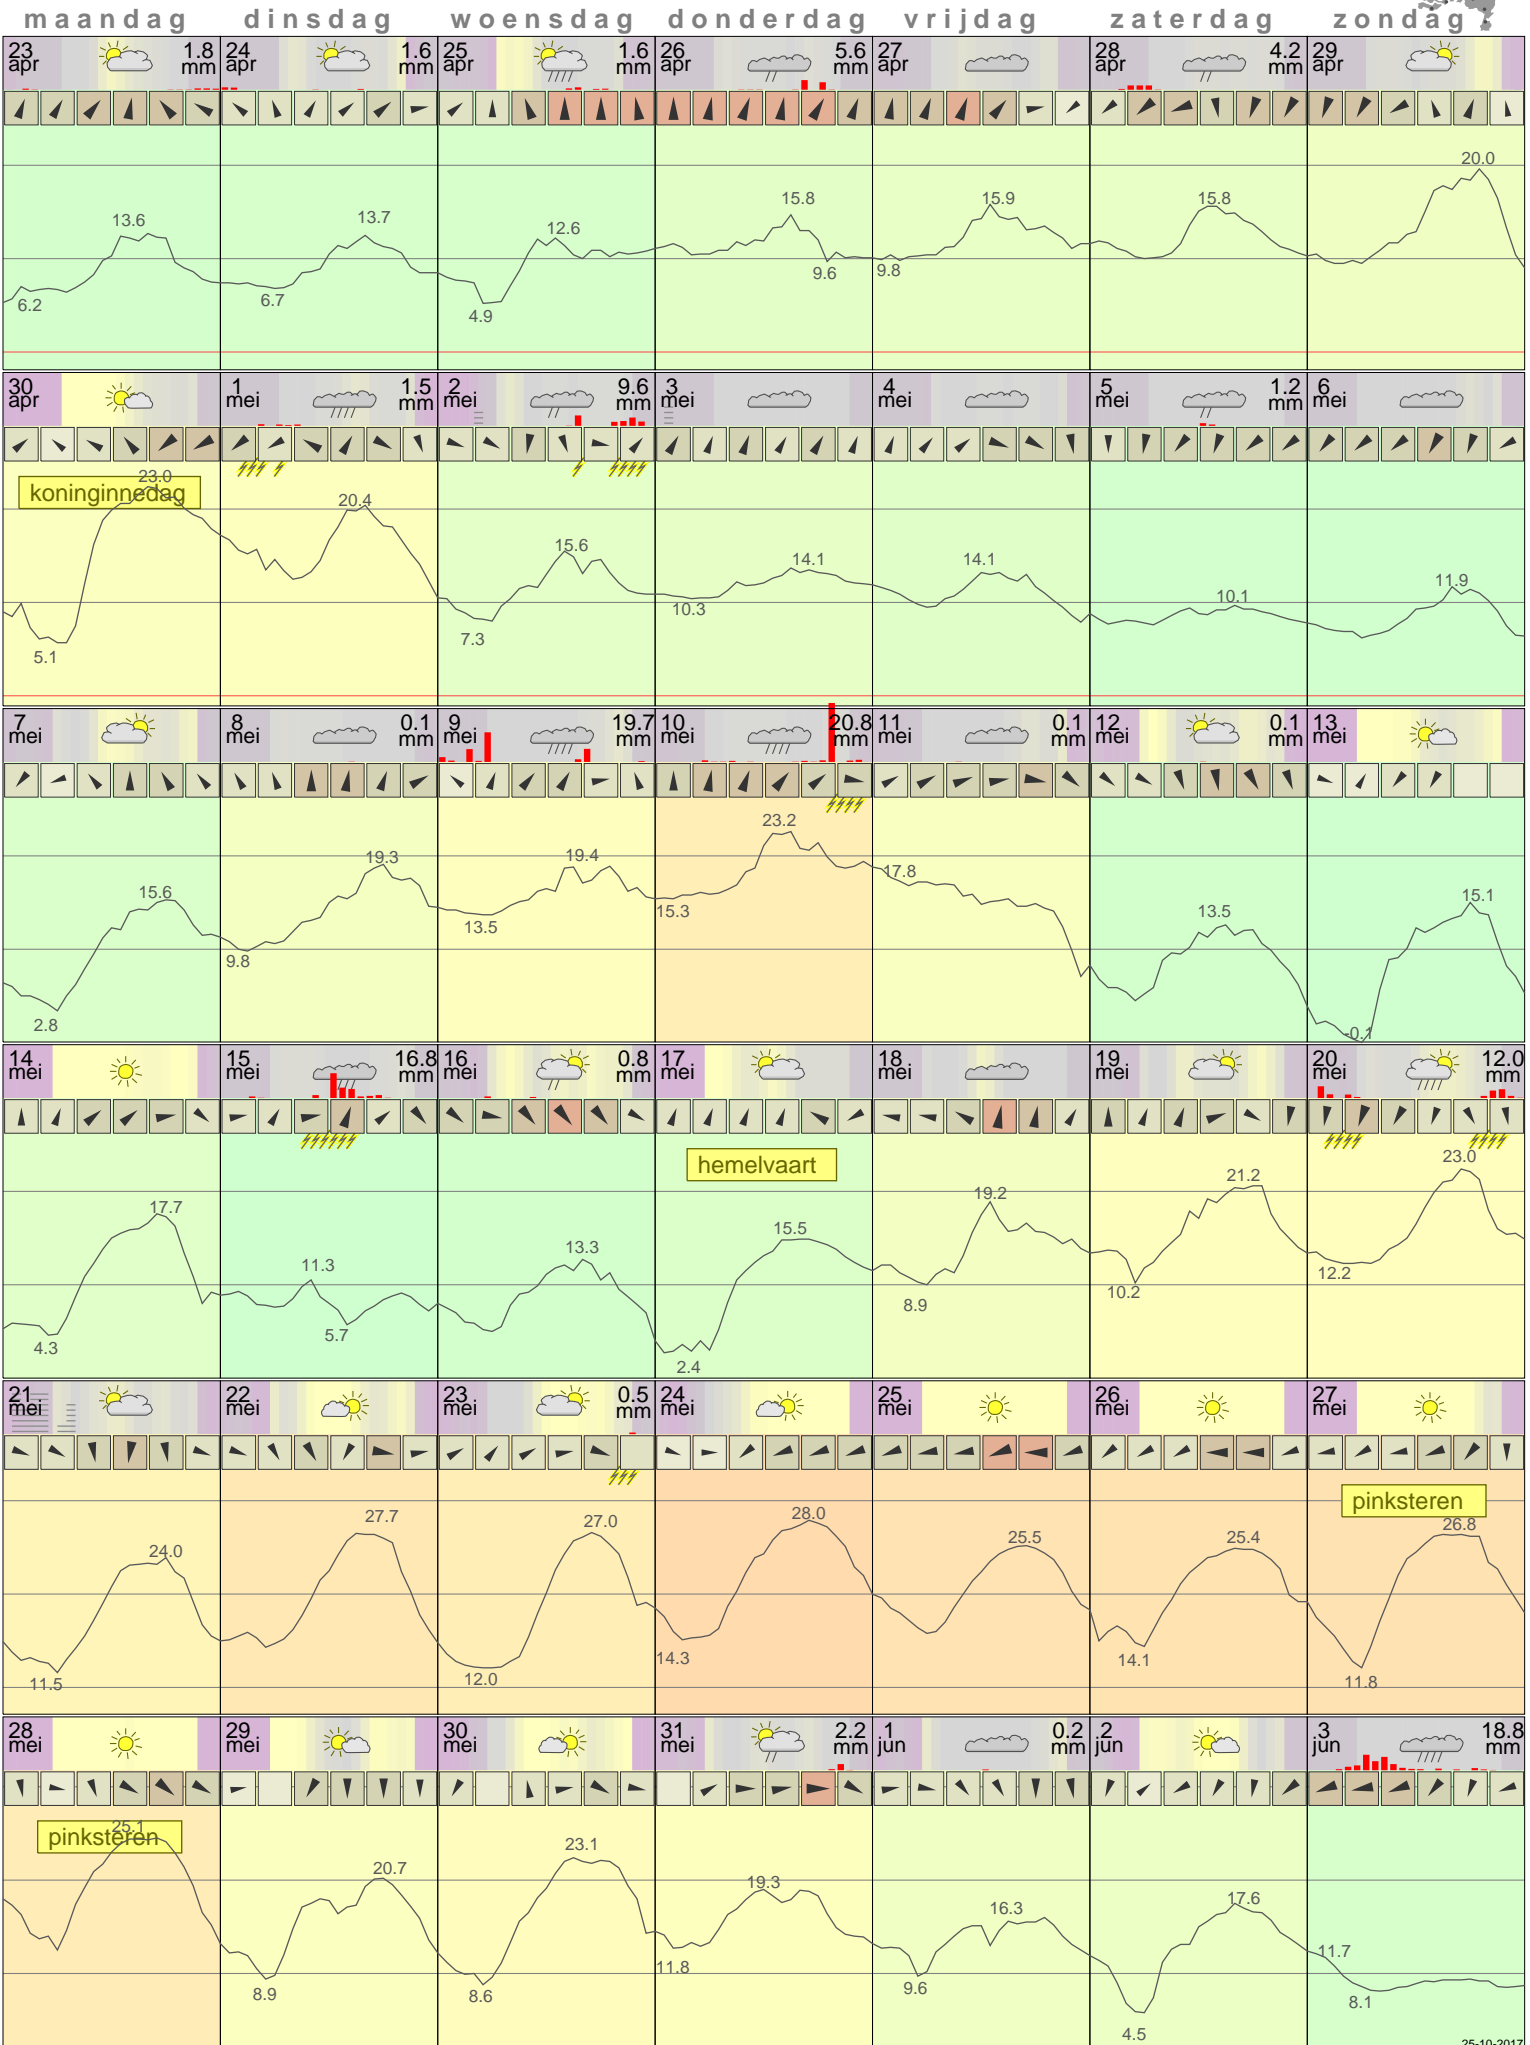 maandag dinsdag woensdag donderdag vrijdag zaterdag zondag
23 apr 1.8 mm 24 apr 1.6 mm 25 apr 1.6 mm 26 apr 5.6 mm 27 apr 28 apr 4.2 mm 29 apr
13.6 13.7 12.6 15.8 15.9 15.8 20.0
6.2 6.7 4.9 9.6 9.8
30 apr 1 mei 1.5 mm 2 mei 9.6 mm 3 mei 4 mei 5 mei 1.2 mm 6 mei
koninginnedag
23.0 20.4 15.6 14.1 14.1 10.1 11.9
5.1 7.3 10.3
7 mei 8 mei 0.1 mm 9 mei 19.7 mm 10 mei 20.8 mm 11 mei 0.1 mm 12 mei 0.1 mm 13 mei
15.6 19.3 19.4 23.2 17.8 13.5 15.1
2.8 9.8 13.5 15.3 -0.1
14 mei 15 mei 16.8 mm 16 mei 0.8 mm 17 mei 18 mei 19 mei 20 mei 12.0 mm
hemelvaart
17.7 11.3 13.3 15.5 19.2 21.2 23.0
4.3 5.7 2.4 8.9 10.2 12.2
21 mei 22 mei 23 mei 0.5 mm 24 mei 25 mei 26 mei 27 mei
pinksteren
24.0 27.7 27.0 28.0 25.5 25.4 26.8
11.5 12.0 14.3 14.1 11.8
28 mei 29 mei 30 mei 31 mei 2.2 mm 1 jun 0.2 mm 2 jun 3 jun 18.8 mm
pinksteren
25.1 20.7 23.1 19.3 16.3 17.6 11.7
8.9 8.6 11.8 9.6 4.5 8.1
25-10-2017